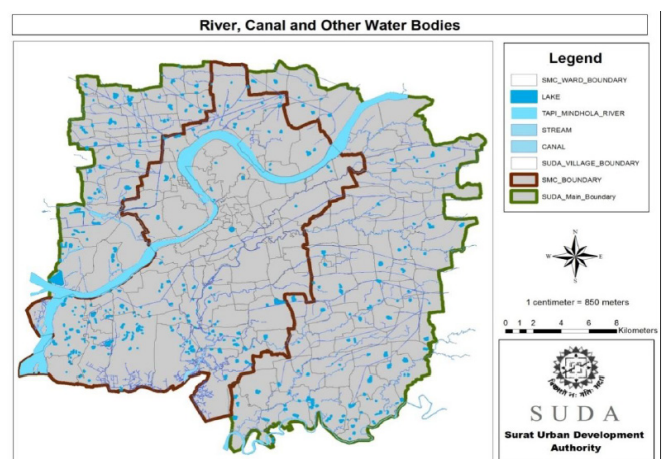 River, Canal and Other Water Bodies
Legend
SMC_WARD_BOUNDARY
LAKE
TAPI_MINDHOLA_RIVER
STREAM
CANAL
SUDA_VILLAGE_BOUNDARY
SMC_BOUNDARY
SUDA_Main_Boundary
N
W E
S
1 centimeter = 850 meters
0 1 2 4 6 8
Kilometers
SUDA
Surat Urban Development
Authority